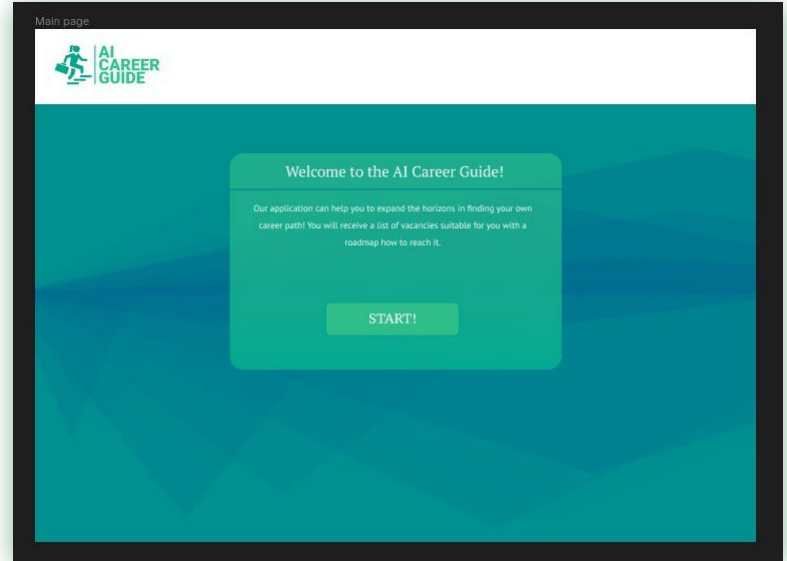 Main page
AI
CAREER
GUIDE
Welcome to the AI Career Guide!
Our application can help you to expand the horizons in finding your own
career path! You will receive a list of vacancies suitable for you with a
roadmap how to reach it.
START!